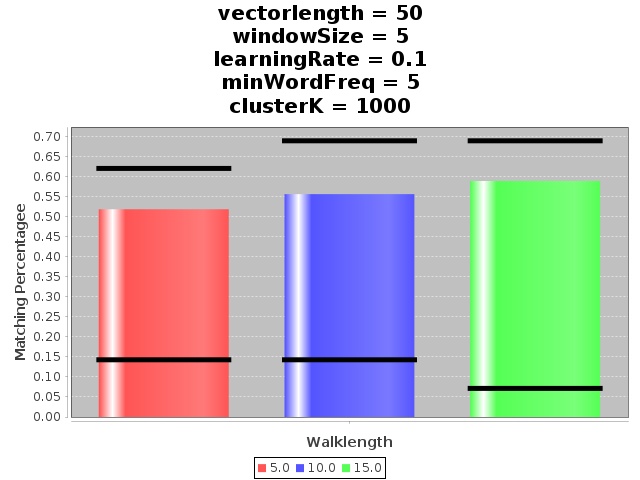 vectorlength = 50
windowSize = 5
learningRate = 0.1
minWordFreq = 5
clusterK = 1000
0.70
0.65
0.60
0.55
0.50
0.45
0.40
0.35
0.30
0.25
0.20
0.15
0.10
0.05
0.00
Matching Percentagee
Walklength
5.0 10.0 15.0